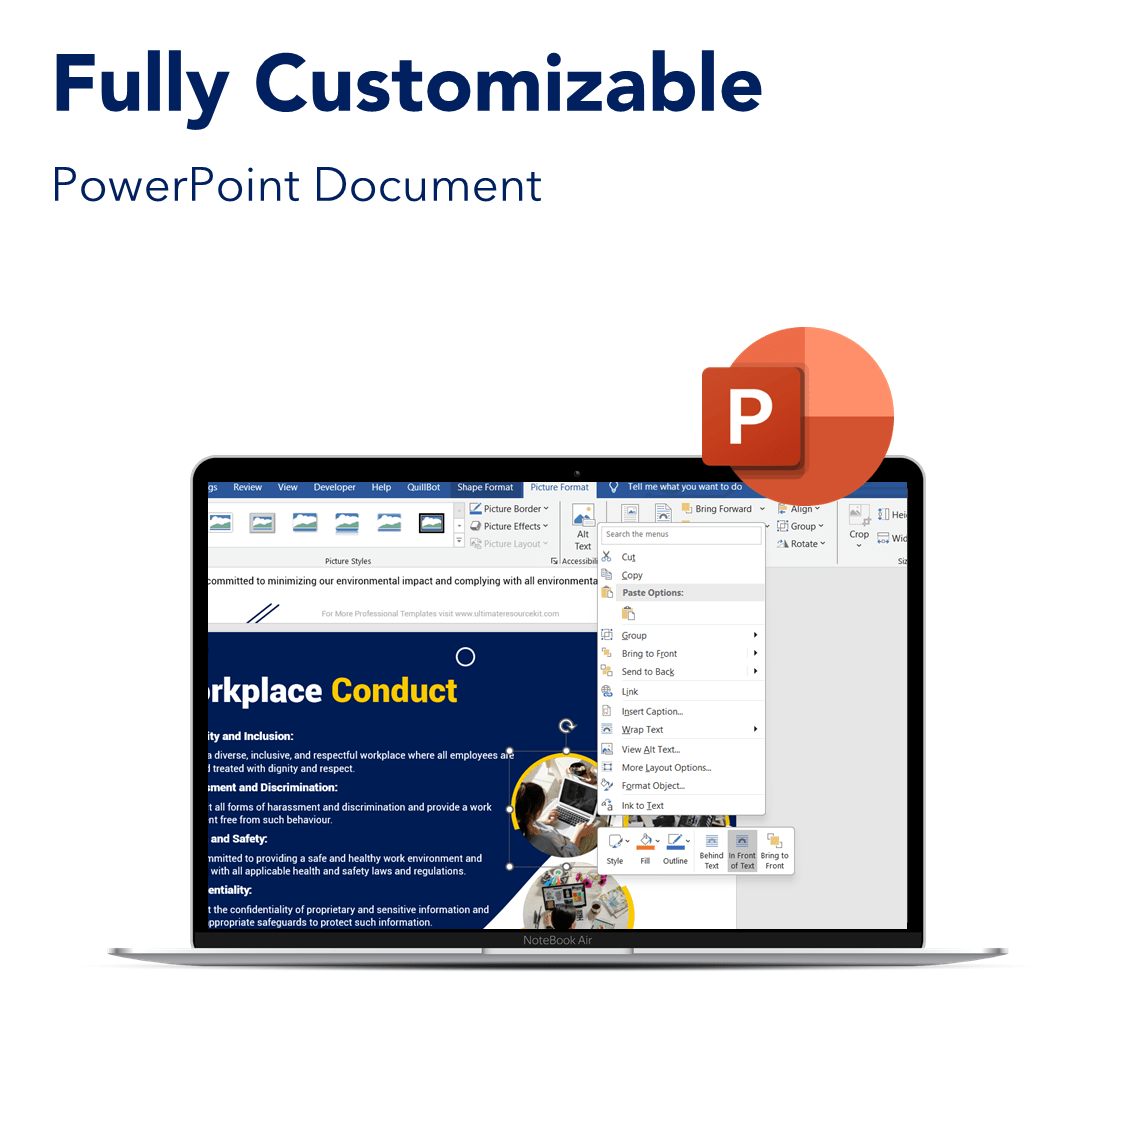 Fully Customizable
PowerPoint Document
P
gs Review View Developer Help QuillBot Shape Format Picture Format Tell me what you want to do
Picture Border
Picture Effects
Picture Layout
Alt
Text
Bring Forward
Align
Group
Rotate
Crop
Picture Styles
Accessibili
ommitted to minimizing our environmental impact and complying with all environmenta
For More Professional Templates visit www.ultimateresourcekit.com
rkplace Conduct
ity and Inclusion:
a diverse, inclusive, and respectful workplace where all employees are
d treated with dignity and respect.
sment and Discrimination:
it all forms of harassment and discrimination and provide a work
nt free from such behaviour.
and Safety:
mmitted to providing a safe and healthy work environment and
with all applicable health and safety laws and regulations.
entiality:
t the confidentiality of proprietary and sensitive information and
ppropriate safeguards to protect such information.
Search the menus
Cut
Copy
Paste Options:
Group
Bring to Front
Send to Back
Link
Insert Caption...
Wrap Text
View Alt Text...
More Layout Options...
Format Object...
Ink to Text
Style
Fill
Outline
Behind
Text
In Front
of Text
Bring to
Front
NoteBook Air